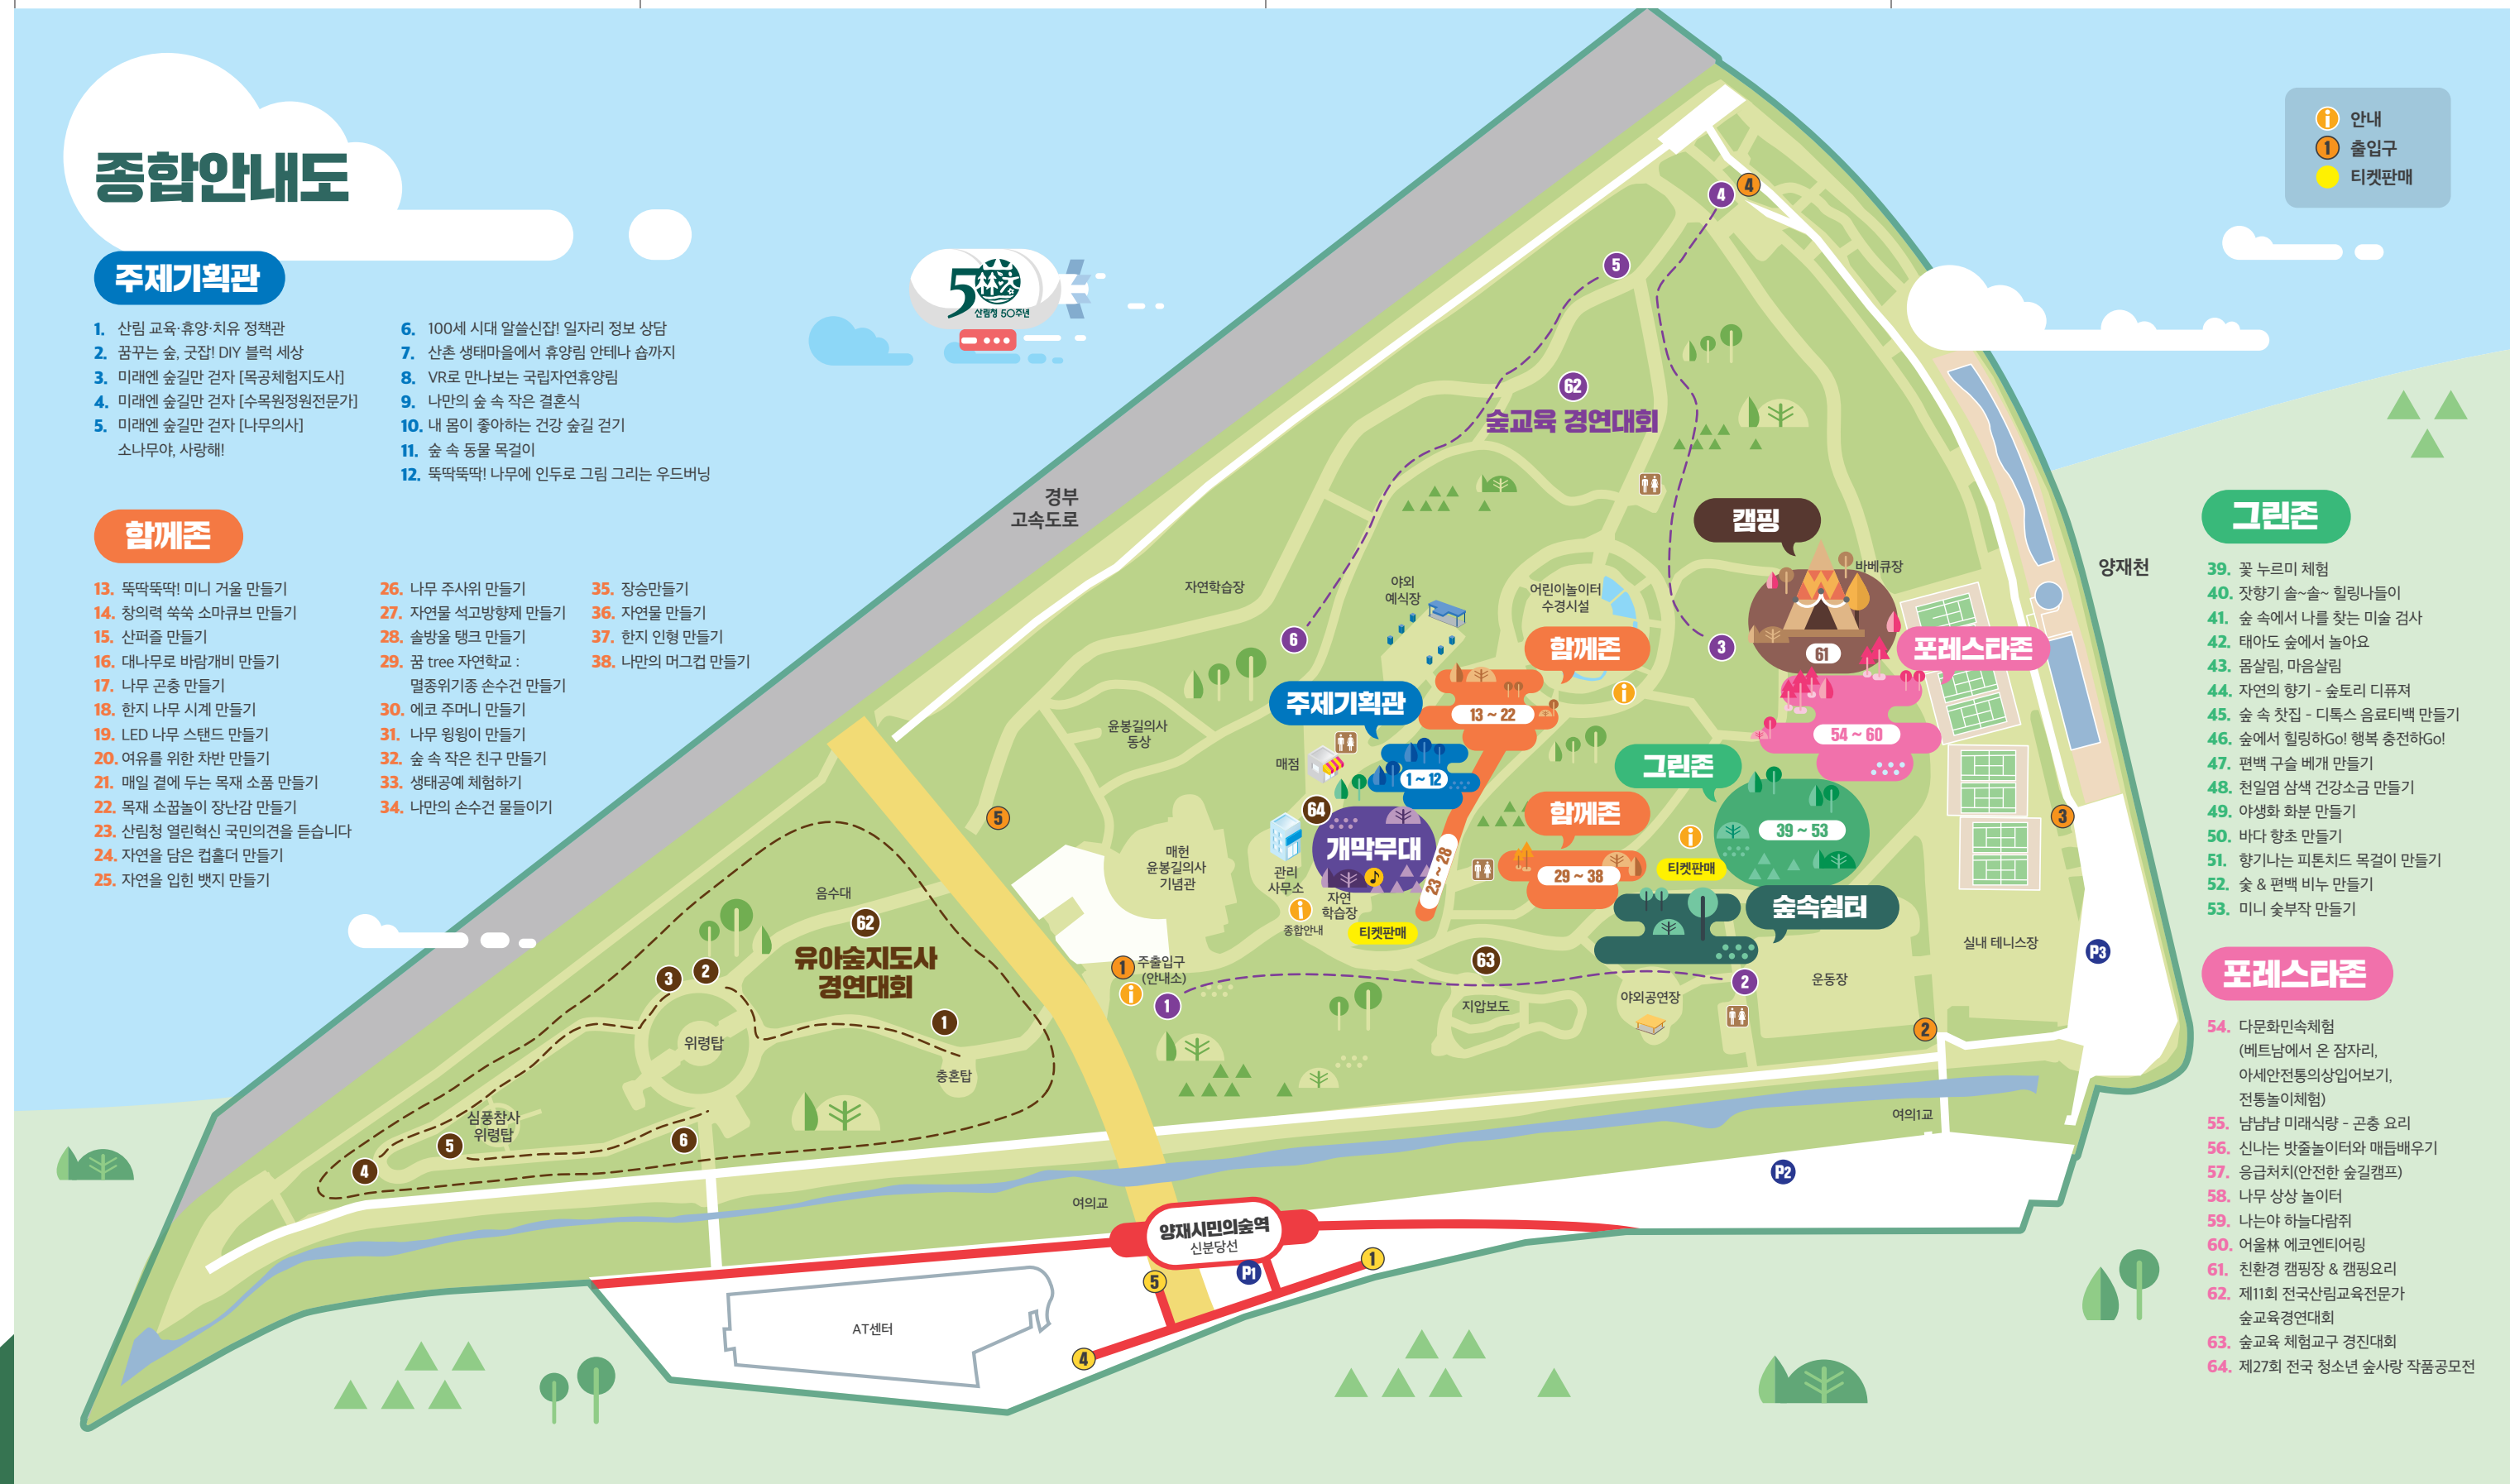 종합안내도
안내
1 출입구
티켓판매
주제기획관
1. 산림 교육·휴양·치유 정책관
2. 꿈꾸는 숲, 굿잡! DIY 블럭 세상
3. 미래엔 숲길만 걷자 [목공체험지도사]
4. 미래엔 숲길만 걷자 [수목원정원전문가]
5. 미래엔 숲길만 걷자 [나무의사]
소나무야, 사랑해!
6. 100세 시대 알쓸신잡! 일자리 정보 상담
7. 산촌 생태마을에서 휴양림 안테나 숍까지
8. VR로 만나보는 국립자연휴양림
9. 나만의 숲 속 작은 결혼식
10. 내 몸이 좋아하는 건강 숲길 걷기
11. 숲 속 동물 목걸이
12. 뚝딱뚝딱! 나무에 인두로 그림 그리는 우드버닝
함께존
13. 뚝딱뚝딱! 미니 거울 만들기
14. 창의력 쑥쑥 소마큐브 만들기
15. 산퍼즐 만들기
16. 대나무로 바람개비 만들기
17. 나무 곤충 만들기
18. 한지 나무 시계 만들기
19. LED 나무 스탠드 만들기
20. 여유를 위한 차반 만들기
21. 매일 곁에 두는 목재 소품 만들기
22. 목재 소꿉놀이 장난감 만들기
23. 산림청 열린혁신 국민의견을 듣습니다
24. 자연을 담은 컵홀더 만들기
25. 자연을 입힌 뱃지 만들기
26. 나무 주사위 만들기
27. 자연물 석고방향제 만들기
28. 솔방울 탱크 만들기
29. 꿈 tree 자연학교 :
멸종위기종 손수건 만들기
30. 에코 주머니 만들기
31. 나무 윙윙이 만들기
32. 숲 속 작은 친구 만들기
33. 생태공예 체험하기
34. 나만의 손수건 물들이기
35. 장승만들기
36. 자연물 만들기
37. 한지 인형 만들기
38. 나만의 머그컵 만들기
50 林
산림청 50주년
4
4
5
62
숲교육 경연대회
경부
고속도로
캠핑
바베큐장
양재천
자연학습장
야외
예식장
어린이놀이터
수경시설
6
3
61
함께존
포레스타존
주제기획관
13 ~ 22
54 ~ 60
윤봉길의사
동상
매점
1 ~ 12
그린존
함께존
64
개막무대
23 ~ 28
39 ~ 53
29 ~ 38
티켓판매
5
3
매헌
윤봉길의사
기념관
관리
사무소
자연
학습장
종합안내
티켓판매
숲속쉼터
실내 테니스장
P3
음수대
62
유아숲지도사
경연대회
3
2
1
위령탑
충혼탑
심풍참사
위령탑
5
4
6
1 주출입구
(안내소)
1
63
지압보도
야외공연장
2
운동장
2
여의1교
P2
여의교
양재시민의숲역
신분당선
P1
5
1
4
AT센터
그린존
39. 꽃 누르미 체험
40. 잣향기 솔~솔~ 힐링나들이
41. 숲 속에서 나를 찾는 미술 검사
42. 태아도 숲에서 놀아요
43. 몸살림, 마음살림
44. 자연의 향기 - 숲토리 디퓨져
45. 숲 속 찻집 - 디톡스 음료티백 만들기
46. 숲에서 힐링하Go! 행복 충전하Go!
47. 편백 구슬 베개 만들기
48. 천일염 삼색 건강소금 만들기
49. 야생화 화분 만들기
50. 바다 향초 만들기
51. 향기나는 피톤치드 목걸이 만들기
52. 숯 & 편백 비누 만들기
53. 미니 숯부작 만들기
포레스타존
54. 다문화민속체험
(베트남에서 온 잠자리,
아세안전통의상입어보기,
전통놀이체험)
55. 냠냠냠 미래식량 - 곤충 요리
56. 신나는 밧줄놀이터와 매듭배우기
57. 응급처치(안전한 숲길캠프)
58. 나무 상상 놀이터
59. 나는야 하늘다람쥐
60. 어울林 에코엔티어링
61. 친환경 캠핑장 & 캠핑요리
62. 제11회 전국산림교육전문가
숲교육경연대회
63. 숲교육 체험교구 경진대회
64. 제27회 전국 청소년 숲사랑 작품공모전